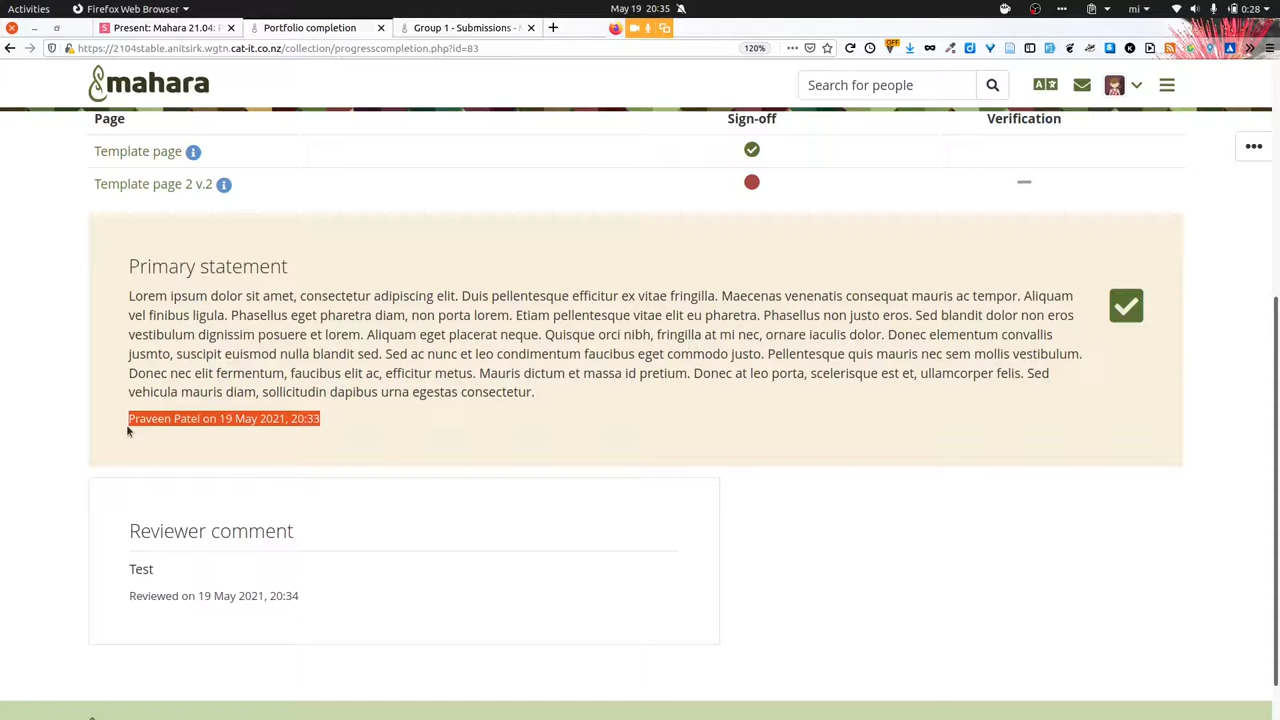 Activities
Firefox Web Browser
May 19 20:35
mi
0:28
Present: Mahara 21.04: F
Portfolio completion
Group 1 - Submissions -
https://2104stable.anilserk.wgtn.cat-it.co.nz/collection/progresscompletion.php?id=83
120%
OFF
mahara
Search for people
Page Sign-off Verification
Template page
Template page 2 v.2
Primary statement
Lorem ipsum dolor sit amet, consectetur adipiscing elit. Duis pellentesque efficitur ex vitae fringilla. Maecenas venenatis consequat mauris ac tempor. Aliquam
vel finibus ligula. Phasellus eget pharetra diam, non porta lorem. Etiam pellentesque vitae elit eu pharetra. Phasellus non justo eros. Sed blandit dolor non eros
vestibulum dignissim posuere et lorem. Aliquam eget placerat neque. Quisque orci nibh, fringilla at mi nec, ornare iaculis dolor. Donec elementum convallis
jusmto, suscipit euismod nulla blandit sed. Sed ac nunc et leo condimentum faucibus eget commodo justo. Pellentesque quis mauris nec sem mollis vestibulum.
Donec nec elit fermentum, faucibus elit ac, efficitur metus. Mauris dictum et massa id pretium. Donec at leo porta, scelerisque est et, ullamcorper felis. Sed
vehicula mauris diam, sollicitudin dapibus urna egestas consectetur.
Praveen Patel on 19 May 2021, 20:33
Reviewer comment
Test
Reviewed on 19 May 2021, 20:34